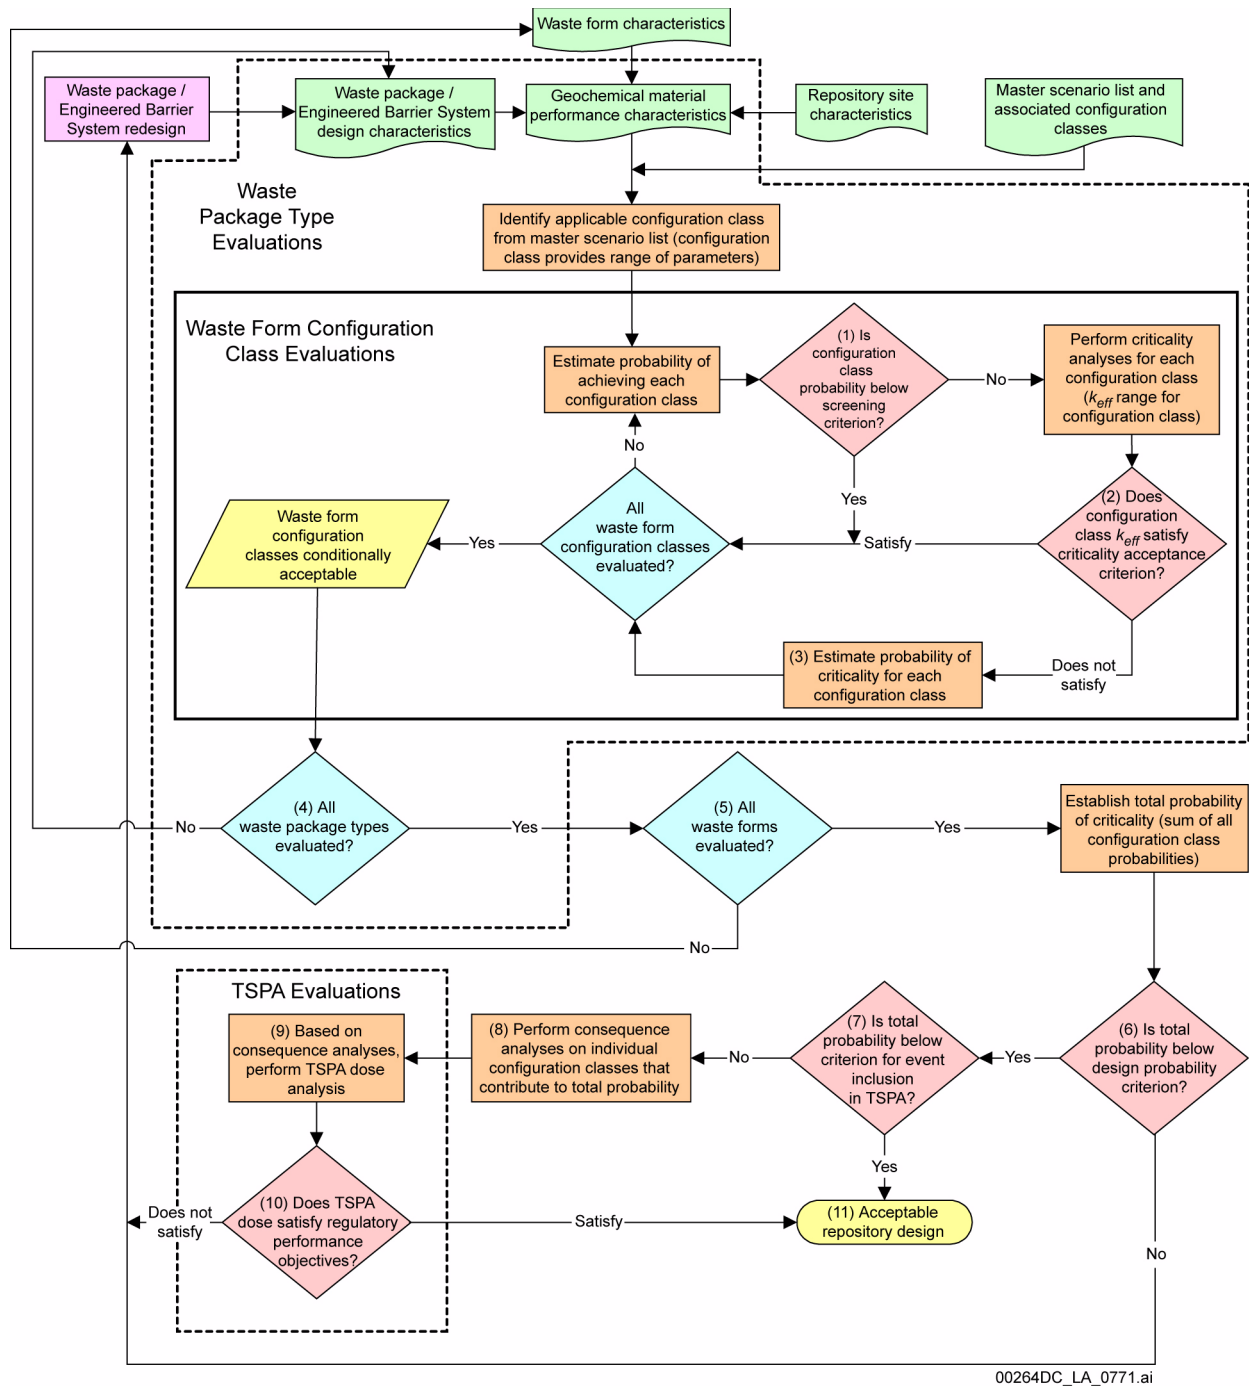 Waste form characteristics
Waste package /
Engineered Barrier
System redesign
Waste package /
Engineered Barrier System
design characteristics
Geochemical material
performance characteristics
Repository site
characteristics
Master scenario list and
associated configuration
classes
Waste
Package Type
Evaluations
Identify applicable configuration class
from master scenario list (configuration
class provides range of parameters)
Waste Form Configuration
Class Evaluations
Estimate probability of
achieving each
configuration class
(1) Is
configuration
class
probability below
screening
criterion?
No
Perform criticality
analyses for each
configuration class
(keff range for
configuration class)
No
Yes
Waste form
configuration
classes conditionally
acceptable
Yes
All
waste form
configuration classes
evaluated?
Satisfy
(2) Does
configuration
class keff satisfy
criticality acceptance
criterion?
(3) Estimate probability of
criticality for each
configuration class
Does not
satisfy
No
(4) All
waste package types
evaluated?
Yes
(5) All
waste forms
evaluated?
Yes
Establish total probability
of criticality (sum of all
configuration class
probabilities)
No
TSPA Evaluations
(9) Based on
consequence analyses,
perform TSPA dose
analysis
(8) Perform consequence
analyses on individual
configuration classes that
contribute to total probability
No
(7) Is total
probability below
criterion for event
inclusion
in TSPA?
Yes
(6) Is total
probability below
design probability
criterion?
Yes
Does not
satisfy
(10) Does TSPA
dose satisfy regulatory
performance
objectives?
Satisfy
(11) Acceptable
repository design
No
00264DC_LA_0771.ai